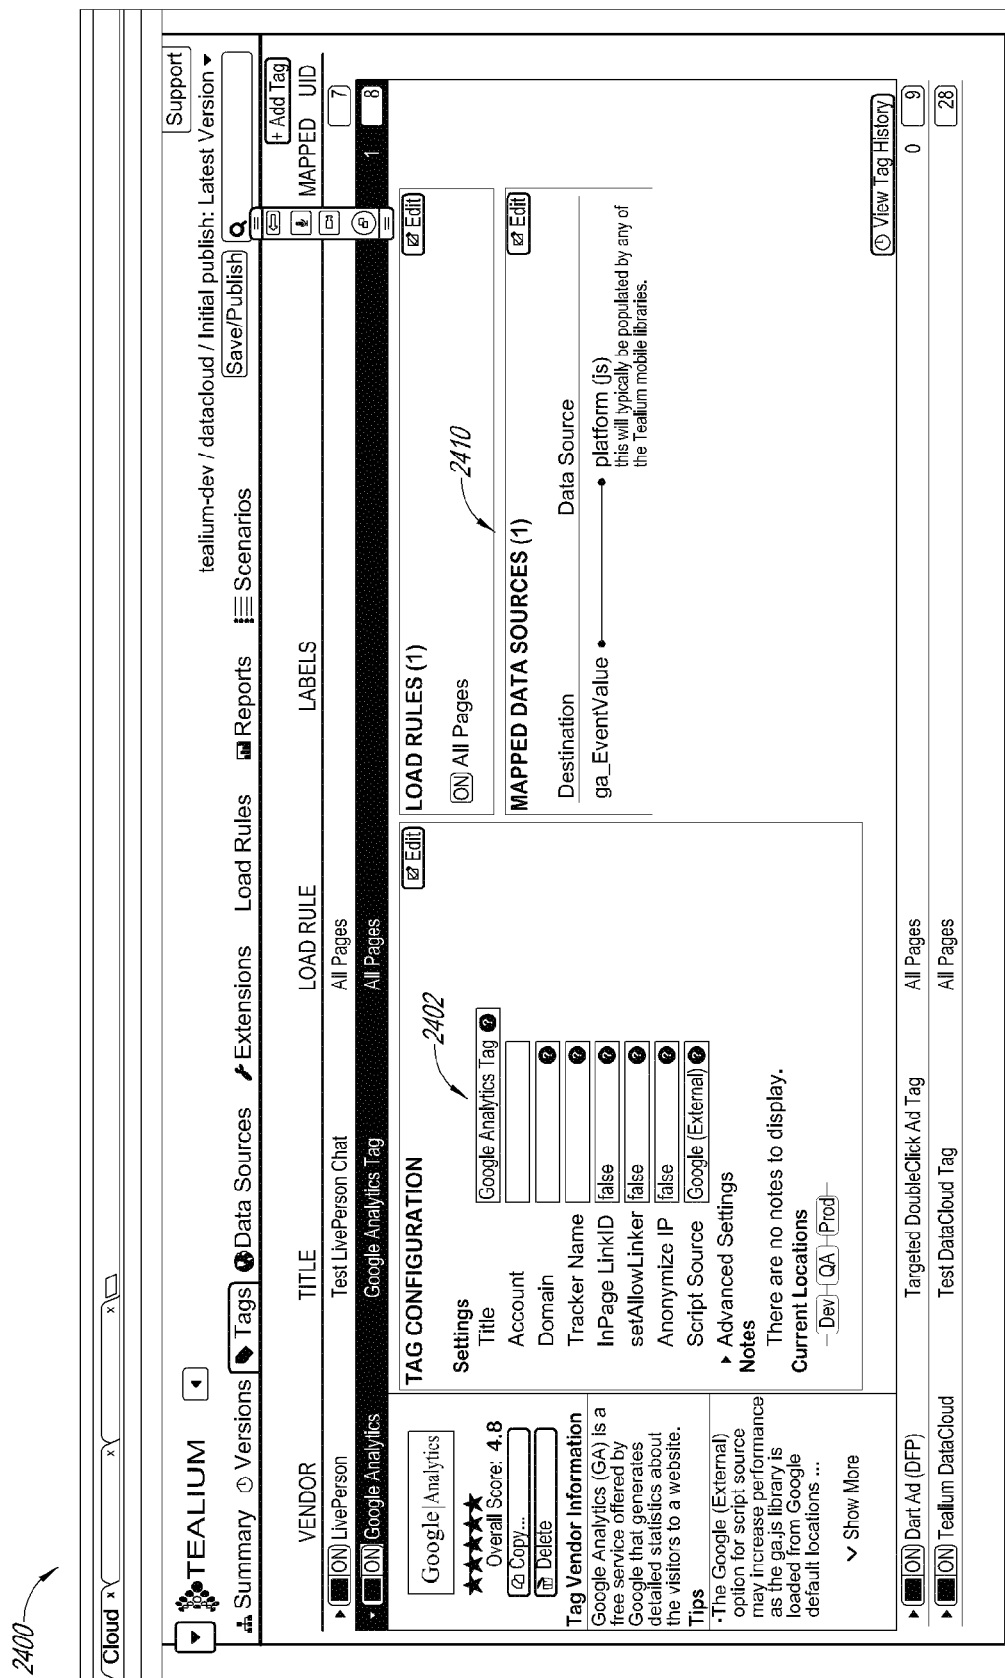 2400
Cloud x
x
x
TEALIUM
Support
tealium-dev / datacloud / Initial publish: Latest Version
Summary Versions Tags Data Sources Extensions Load Rules Reports Scenarios
Save/Publish
+ Add Tag
VENDOR TITLE LOAD RULE LABELS MAPPED UID
ON LivePerson Test LivePerson Chat All Pages 7
ON Google Analytics Google Analytics Tag All Pages 1 8
Google|Analytics
Overall Score: 4.8
Copy...
Delete
Tag Vendor Information
Google Analytics (GA) is a
free service offered by
Google that generates
detailed statistics about
the visitors to a website.
Tips
·The Google (External)
option for script source
may increase performance
as the ga.js library is
loaded from Google
default locations ...
Show More
TAG CONFIGURATION
Edit
2402
Settings
Title Google Analytics Tag ?
Account
Domain ?
Tracker Name ?
InPage LinkID false ?
setAllowLinker false ?
Anonymize IP false ?
Script Source Google (External) ?
Advanced Settings
Notes
There are no notes to display.
Current Locations
Dev QA Prod
LOAD RULES (1)
Edit
ON All Pages
2410
MAPPED DATA SOURCES (1)
Edit
Destination Data Source
ga_EventValue platform (js)
this will typically be populated by any of
the Tealium mobile libraries.
View Tag History
ON Dart Ad (DFP) Targeted DoubleClick Ad Tag All Pages 0 9
ON Tealium DataCloud Test DataCloud Tag All Pages 28